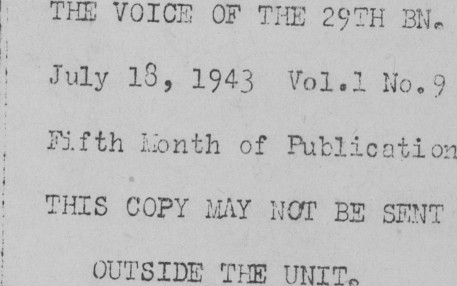 THE VOICE OF THE 29TH BN.
July 18, 1943 Vol.1 No.9
Fifth Month of Publication
THIS COPY MAY NOT BE SENT
OUTSIDE THE UNIT.